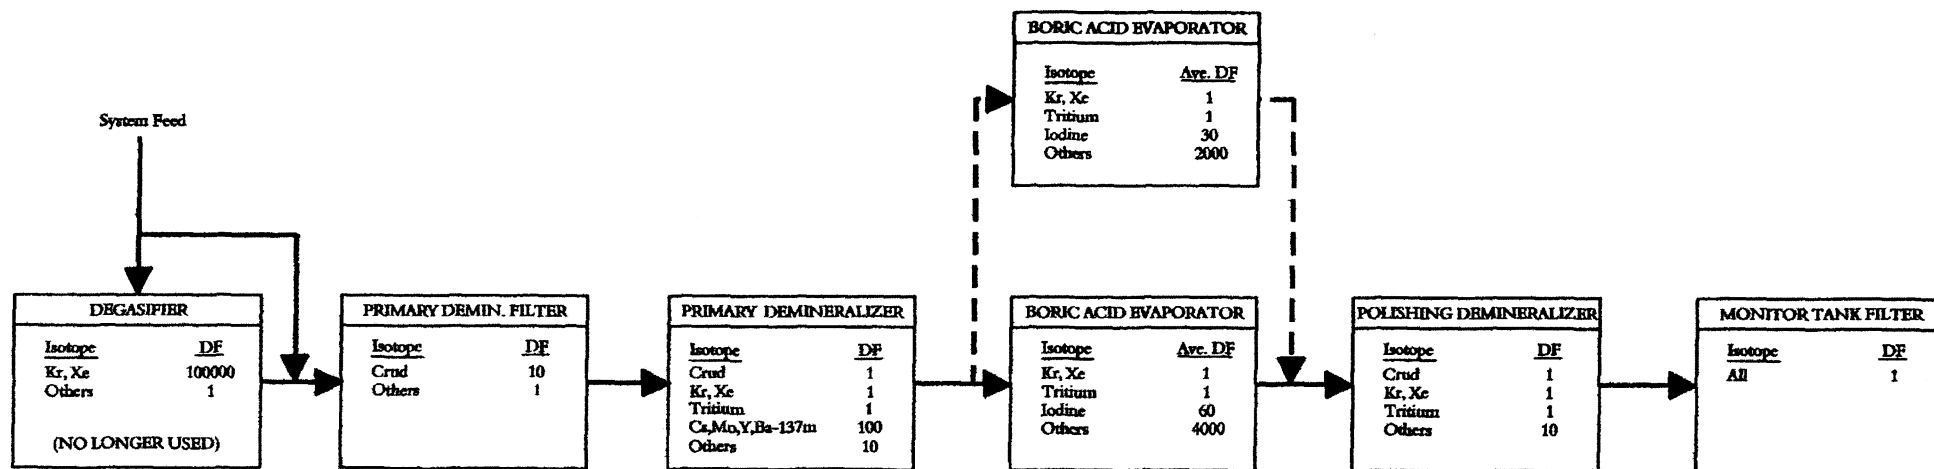 BORIC ACID EVAPORATOR
Isotope Ave. DF
Kr, Xe 1
Tritium 1
Iodine 30
Others 2000
System Feed
DEGASIFIER
Isotope DF
Kr, Xe 100000
Others 1
(NO LONGER USED)
PRIMARY DEMIN. FILTER
Isotope DF
Crud 10
Others 1
PRIMARY DEMINERALIZER
Isotope DF
Crud 1
Kr, Xe 1
Tritium 1
Cs,Mo,Y,Ba-137m 100
Others 10
BORIC ACID EVAPORATOR
Isotope Ave. DF
Kr, Xe 1
Tritium 1
Iodine 60
Others 4000
POLISHING DEMINERALIZER
Isotope DF
Crud 1
Kr, Xe 1
Tritium 1
Others 10
MONITOR TANK FILTER
Isotope DF
All 1